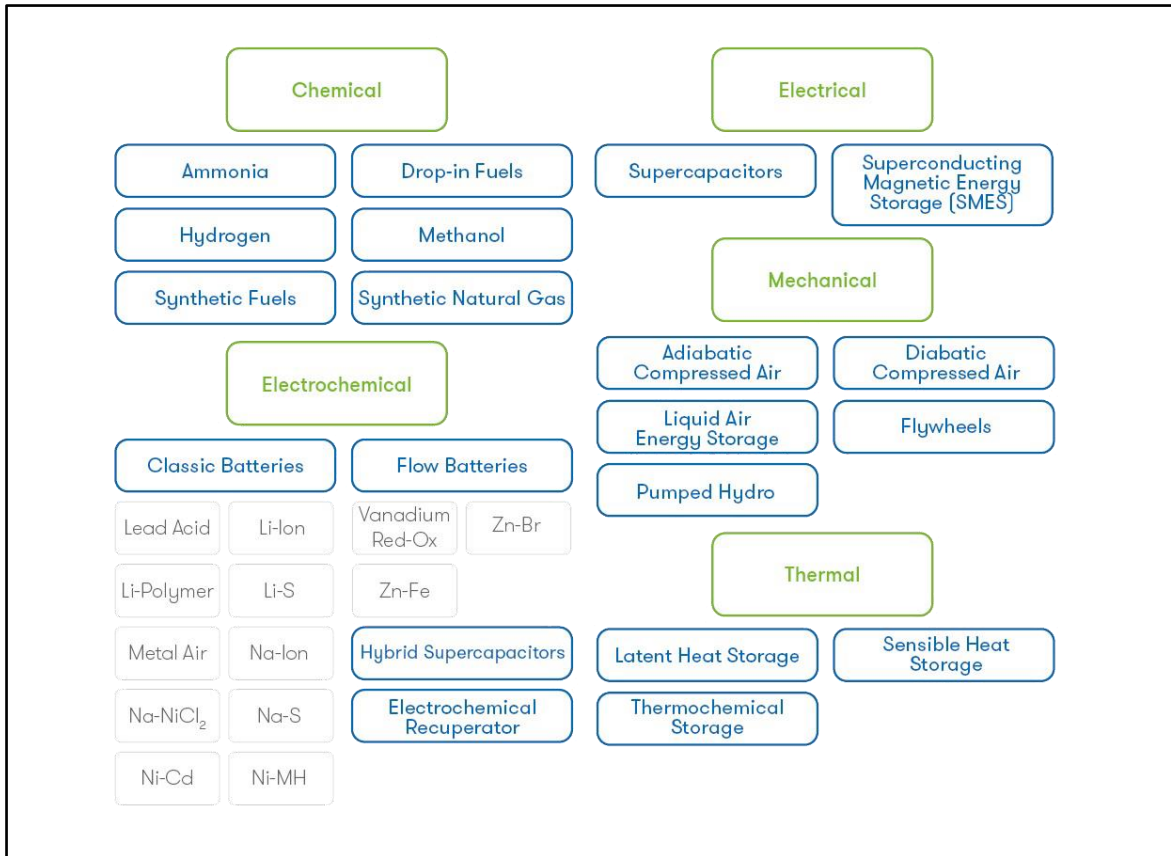 Chemical
Ammonia
Drop-in Fuels
Hydrogen
Methanol
Synthetic Fuels
Synthetic Natural Gas
Electrochemical
Classic Batteries
Flow Batteries
Lead Acid
Li-Ion
Vanadium
Red-Ox
Zn-Br
Li-Polymer
Li-S
Zn-Fe
Metal Air
Na-Ion
Hybrid Supercapacitors
Na-NiCl₂
Na-S
Electrochemical
Recuperator
Ni-Cd
Ni-MH
Electrical
Supercapacitors
Superconducting
Magnetic Energy
Storage (SMES)
Mechanical
Adiabatic
Compressed Air
Diabatic
Compressed Air
Liquid Air
Energy Storage
Flywheels
Pumped Hydro
Thermal
Latent Heat Storage
Sensible Heat
Storage
Thermochemical
Storage